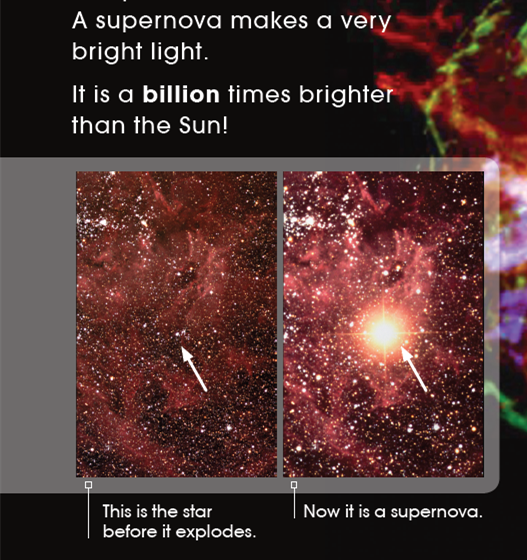 A supernova makes a very
bright light.
It is a billion times brighter
than the Sun!
This is the star
before it explodes.
Now it is a supernova.